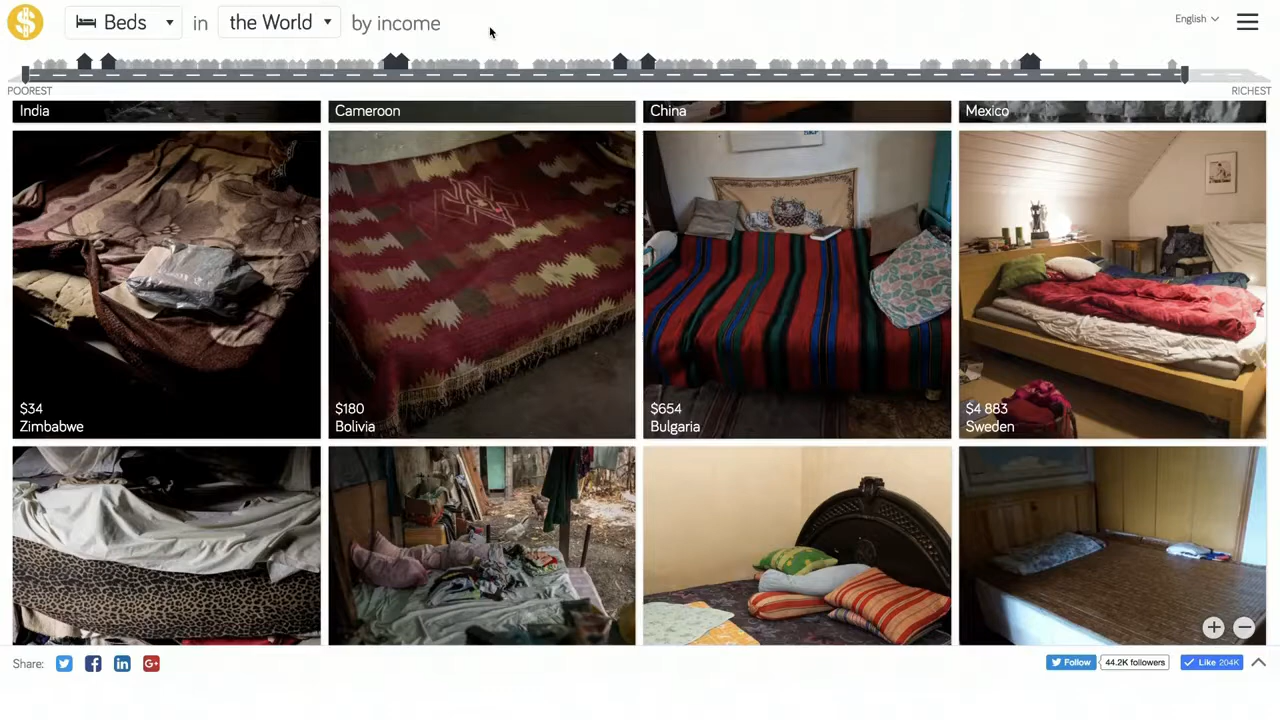 $
Beds
in
the World
by income
English
POOREST
RICHEST
India
Cameroon
China
Mexico
$34
Zimbabwe
$180
Bolivia
$654
Bulgaria
$4 883
Sweden
Share:
Follow
44.2K followers
Like 204K